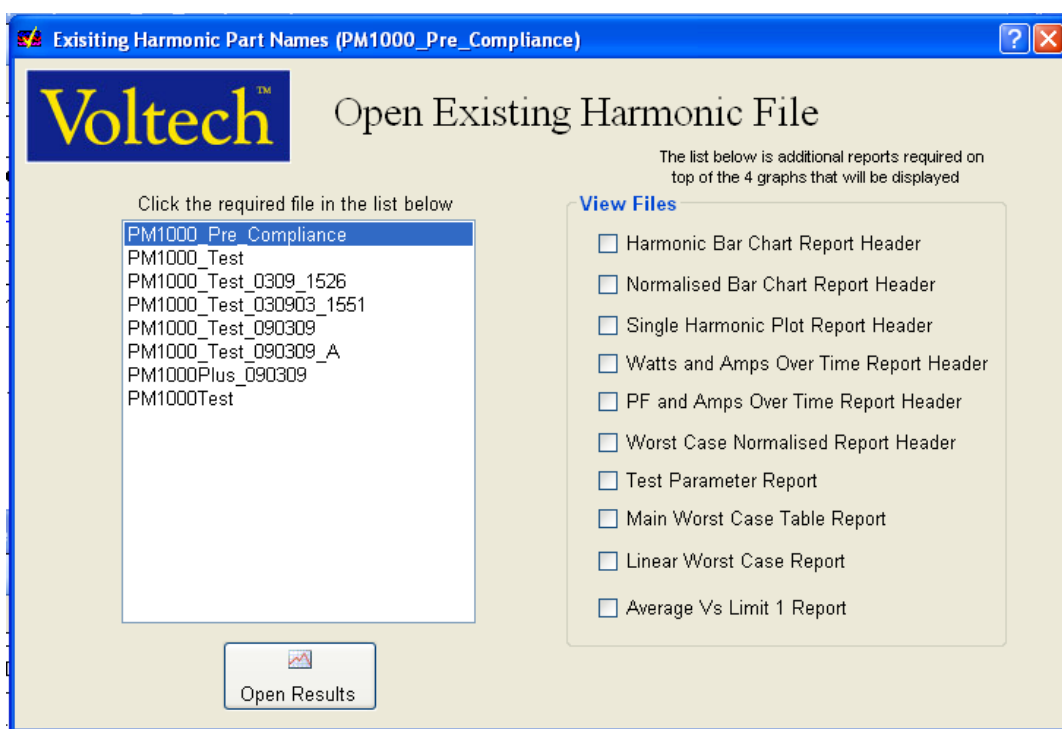 Exisiting Harmonic Part Names (PM1000_Pre_Compliance)
Voltech™
Open Existing Harmonic File
The list below is additional reports required on
top of the 4 graphs that will be displayed
Click the required file in the list below
PM1000_Pre_Compliance
PM1000_Test
PM1000_Test_0309_1526
PM1000_Test_030903_1551
PM1000_Test_090309
PM1000_Test_090309_A
PM1000Plus_090309
PM1000Test
Open Results
View Files
Harmonic Bar Chart Report Header
Normalised Bar Chart Report Header
Single Harmonic Plot Report Header
Watts and Amps Over Time Report Header
PF and Amps Over Time Report Header
Worst Case Normalised Report Header
Test Parameter Report
Main Worst Case Table Report
Linear Worst Case Report
Average Vs Limit 1 Report